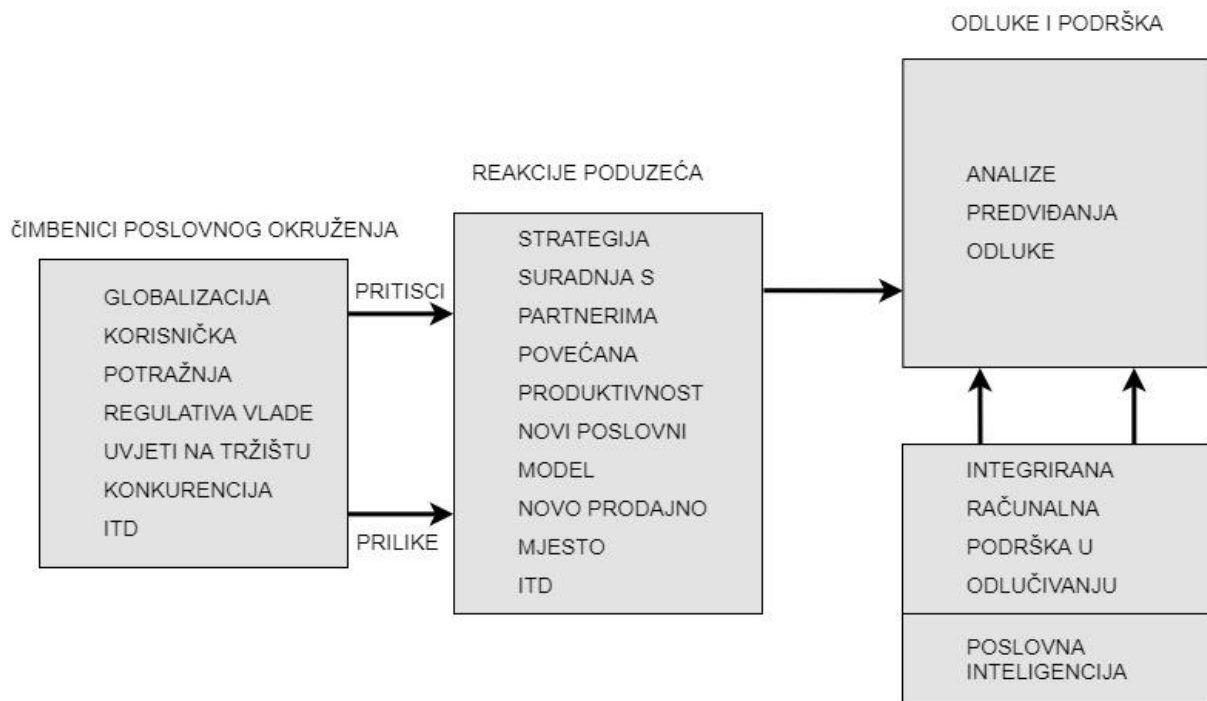 ODLUKE I PODRŠKA
REAKCIJE PODUZEĆA
čIMBENICI POSLOVNOG OKRUŽENJA
GLOBALIZACIJA
KORISNIČKA
POTRAŽNJA
REGULATIVA VLADE
UVJETI NA TRŽIŠTU
KONKURENCIJA
ITD
PRITISCI
PRILIKE
STRATEGIJA
SURADNJA S
PARTNERIMA
POVEĆANA
PRODUKTIVNOST
NOVI POSLOVNI
MODEL
NOVO PRODAJNO
MJESTO
ITD
ANALIZE
PREDVIĐANJA
ODLUKE
INTEGRIRANA
RAČUNALNA
PODRŠKA U
ODLUČIVANJU
POSLOVNA
INTELIGENCIJA